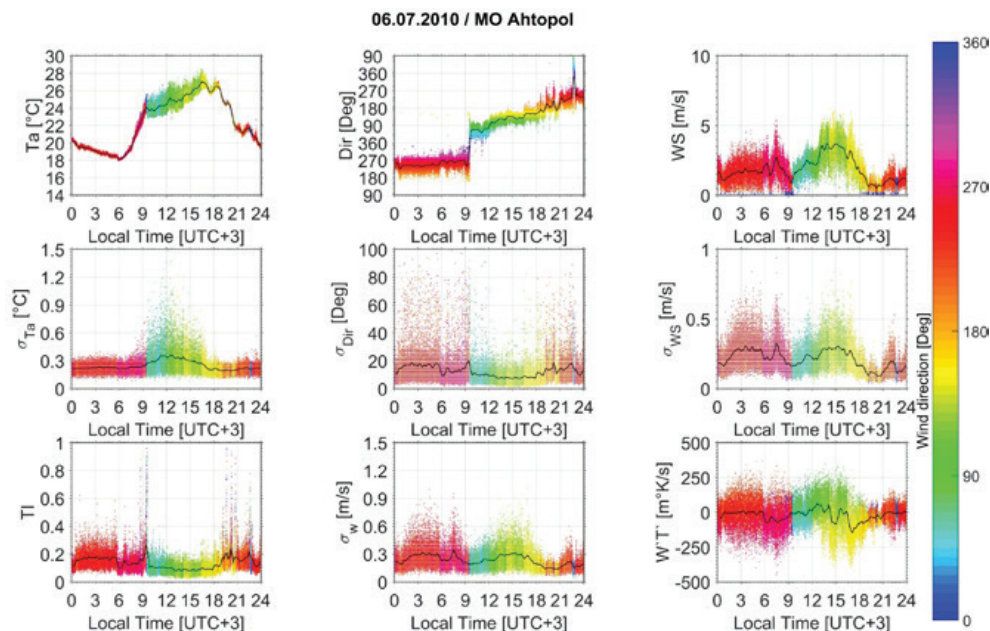 06.07.2010 / MO Ahtopol
Ta [°C]
30
28
26
24
22
20
18
16
14
0 3 6 9 12 15 18 21 24
Local Time [UTC+3]
Dir [Deg]
90
360
270
180
90
360
270
180
90
0 3 6 9 12 15 18 21 24
Local Time [UTC+3]
WS [m/s]
10
5
0
0 3 6 9 12 15 18 21 24
Local Time [UTC+3]
σTa [°C]
1.5
1.2
0.9
0.6
0.3
0
0 3 6 9 12 15 18 21 24
Local Time [UTC+3]
σDir [Deg]
100
80
60
40
20
0
0 3 6 9 12 15 18 21 24
Local Time [UTC+3]
σWS [m/s]
1
0.5
0
0 3 6 9 12 15 18 21 24
Local Time [UTC+3]
TI
1
0.8
0.6
0.4
0.2
0
0 3 6 9 12 15 18 21 24
Local Time [UTC+3]
σw [m/s]
1.5
1.2
0.9
0.6
0.3
0
0 3 6 9 12 15 18 21 24
Local Time [UTC+3]
W`T` [m°K/s]
500
250
0
-250
-500
0 3 6 9 12 15 18 21 24
Local Time [UTC+3]
Wind direction [Deg]
360
270
180
90
0